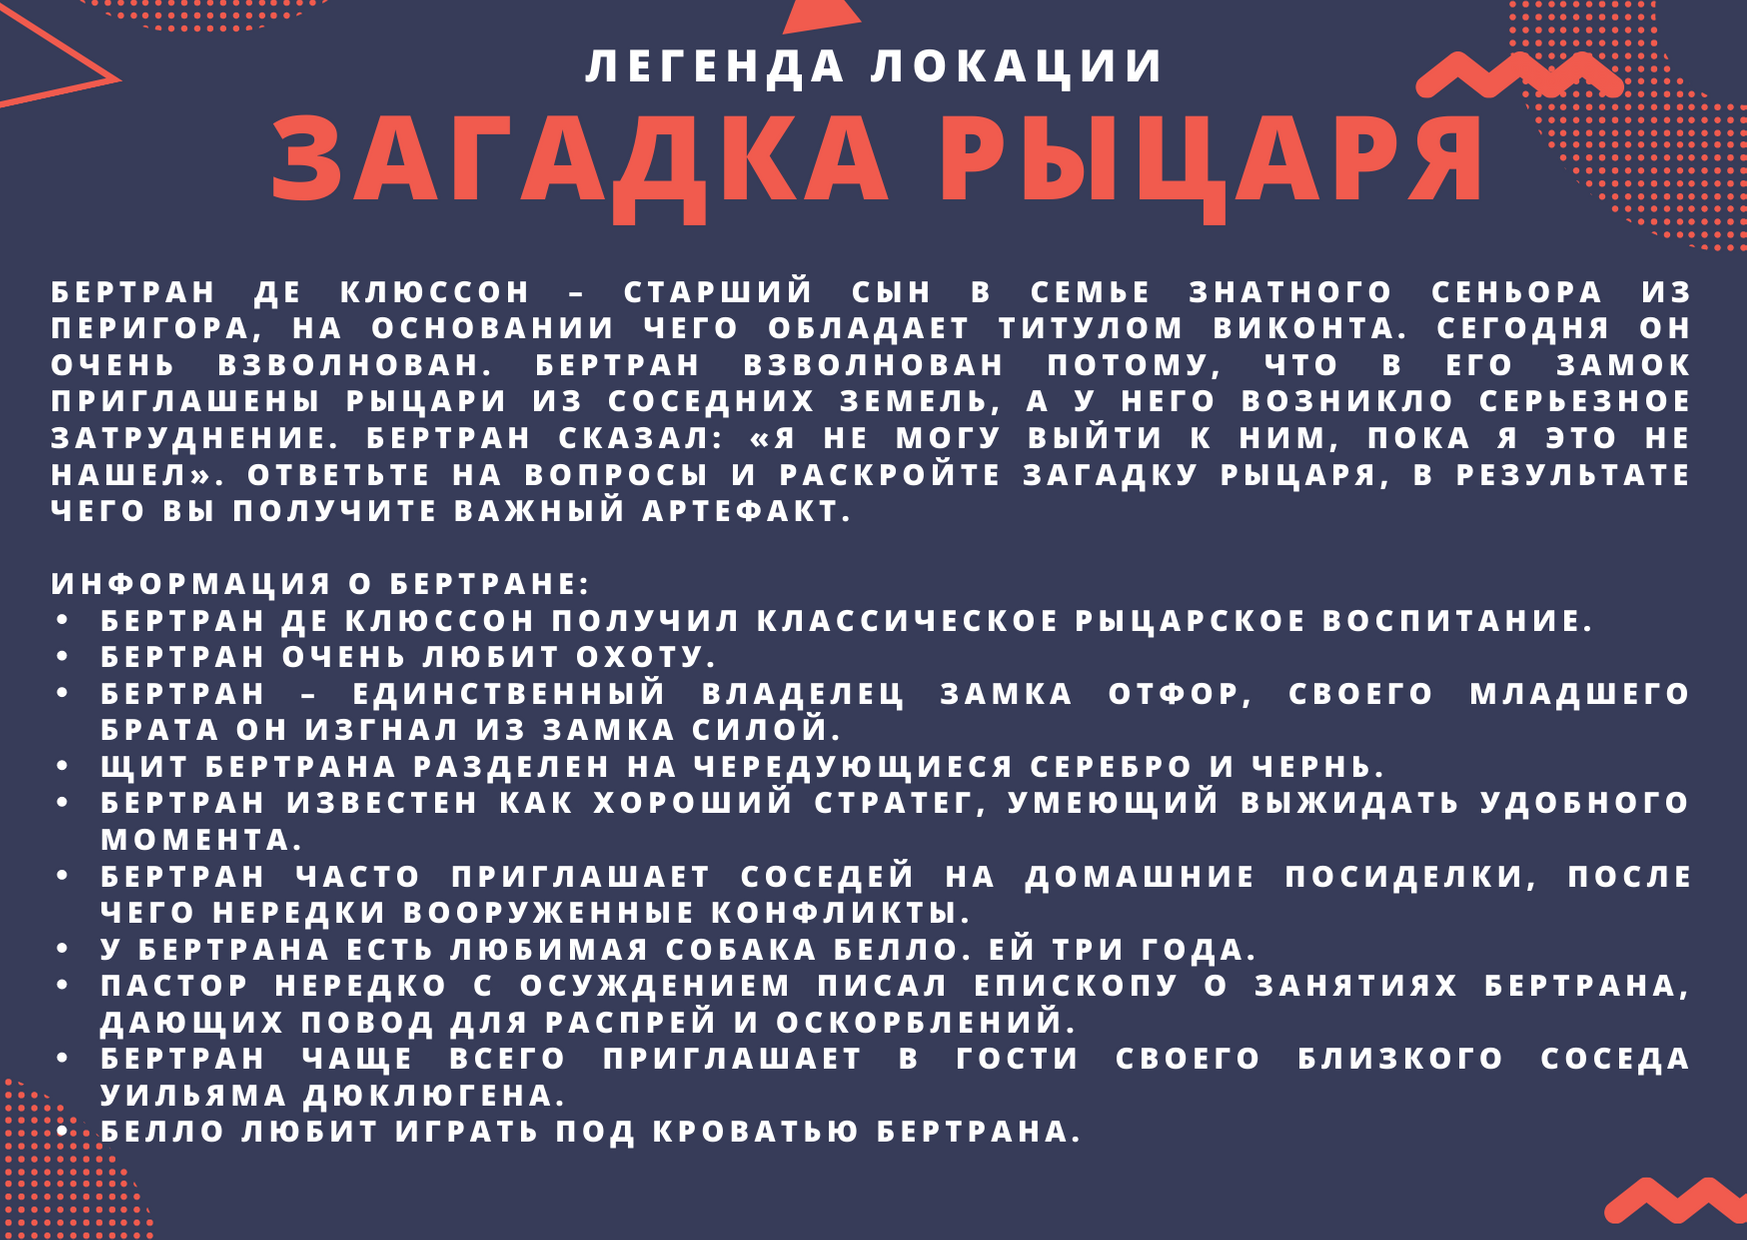 ЛЕГЕНДА ЛОКАЦИИ
ЗАГАДКА РЫЦАРЯ
БЕРТРАН ДЕ КЛЮССОН – СТАРШИЙ СЫН В СЕМЬЕ ЗНАТНОГО СЕНЬОРА ИЗ
ПЕРИГОРА, НА ОСНОВАНИИ ЧЕГО ОБЛАДАЕТ ТИТУЛОМ ВИКОНТА. СЕГОДНЯ ОН
ОЧЕНЬ ВЗВОЛНОВАН. БЕРТРАН ВЗВОЛНОВАН ПОТОМУ, ЧТО В ЕГО ЗАМОК
ПРИГЛАШЕНЫ РЫЦАРИ ИЗ СОСЕДНИХ ЗЕМЕЛЬ, А У НЕГО ВОЗНИКЛО СЕРЬЕЗНОЕ
ЗАТРУДНЕНИЕ. БЕРТРАН СКАЗАЛ: «Я НЕ МОГУ ВЫЙТИ К НИМ, ПОКА Я ЭТО НЕ
НАШЕЛ». ОТВЕТЬТЕ НА ВОПРОСЫ И РАСКРОЙТЕ ЗАГАДКУ РЫЦАРЯ, В РЕЗУЛЬТАТЕ
ЧЕГО ВЫ ПОЛУЧИТЕ ВАЖНЫЙ АРТЕФАКТ.
ИНФОРМАЦИЯ О БЕРТРАНЕ:
• БЕРТРАН ДЕ КЛЮССОН ПОЛУЧИЛ КЛАССИЧЕСКОЕ РЫЦАРСКОЕ ВОСПИТАНИЕ.
• БЕРТРАН ОЧЕНЬ ЛЮБИТ ОХОТУ.
• БЕРТРАН – ЕДИНСТВЕННЫЙ ВЛАДЕЛЕЦ ЗАМКА ОТФОР, СВОЕГО МЛАДШЕГО
БРАТА ОН ИЗГНАЛ ИЗ ЗАМКА СИЛОЙ.
• ЩИТ БЕРТРАНА РАЗДЕЛЕН НА ЧЕРЕДУЮЩИЕСЯ СЕРЕБРО И ЧЕРНЬ.
• БЕРТРАН ИЗВЕСТЕН КАК ХОРОШИЙ СТРАТЕГ, УМЕЮЩИЙ ВЫЖИДАТЬ УДОБНОГО
МОМЕНТА.
• БЕРТРАН ЧАСТО ПРИГЛАШАЕТ СОСЕДЕЙ НА ДОМАШНИЕ ПОСИДЕЛКИ, ПОСЛЕ
ЧЕГО НЕРЕДКИ ВООРУЖЕННЫЕ КОНФЛИКТЫ.
• У БЕРТРАНА ЕСТЬ ЛЮБИМАЯ СОБАКА БЕЛЛО. ЕЙ ТРИ ГОДА.
• ПАСТОР НЕРЕДКО С ОСУЖДЕНИЕМ ПИСАЛ ЕПИСКОПУ О ЗАНЯТИЯХ БЕРТРАНА,
ДАЮЩИХ ПОВОД ДЛЯ РАСПРЕЙ И ОСКОРБЛЕНИЙ.
• БЕРТРАН ЧАЩЕ ВСЕГО ПРИГЛАШАЕТ В ГОСТИ СВОЕГО БЛИЗКОГО СОСЕДА
УИЛЬЯМА ДЮКЛЮГЕНА.
• БЕЛЛО ЛЮБИТ ИГРАТЬ ПОД КРОВАТЬЮ БЕРТРАНА.